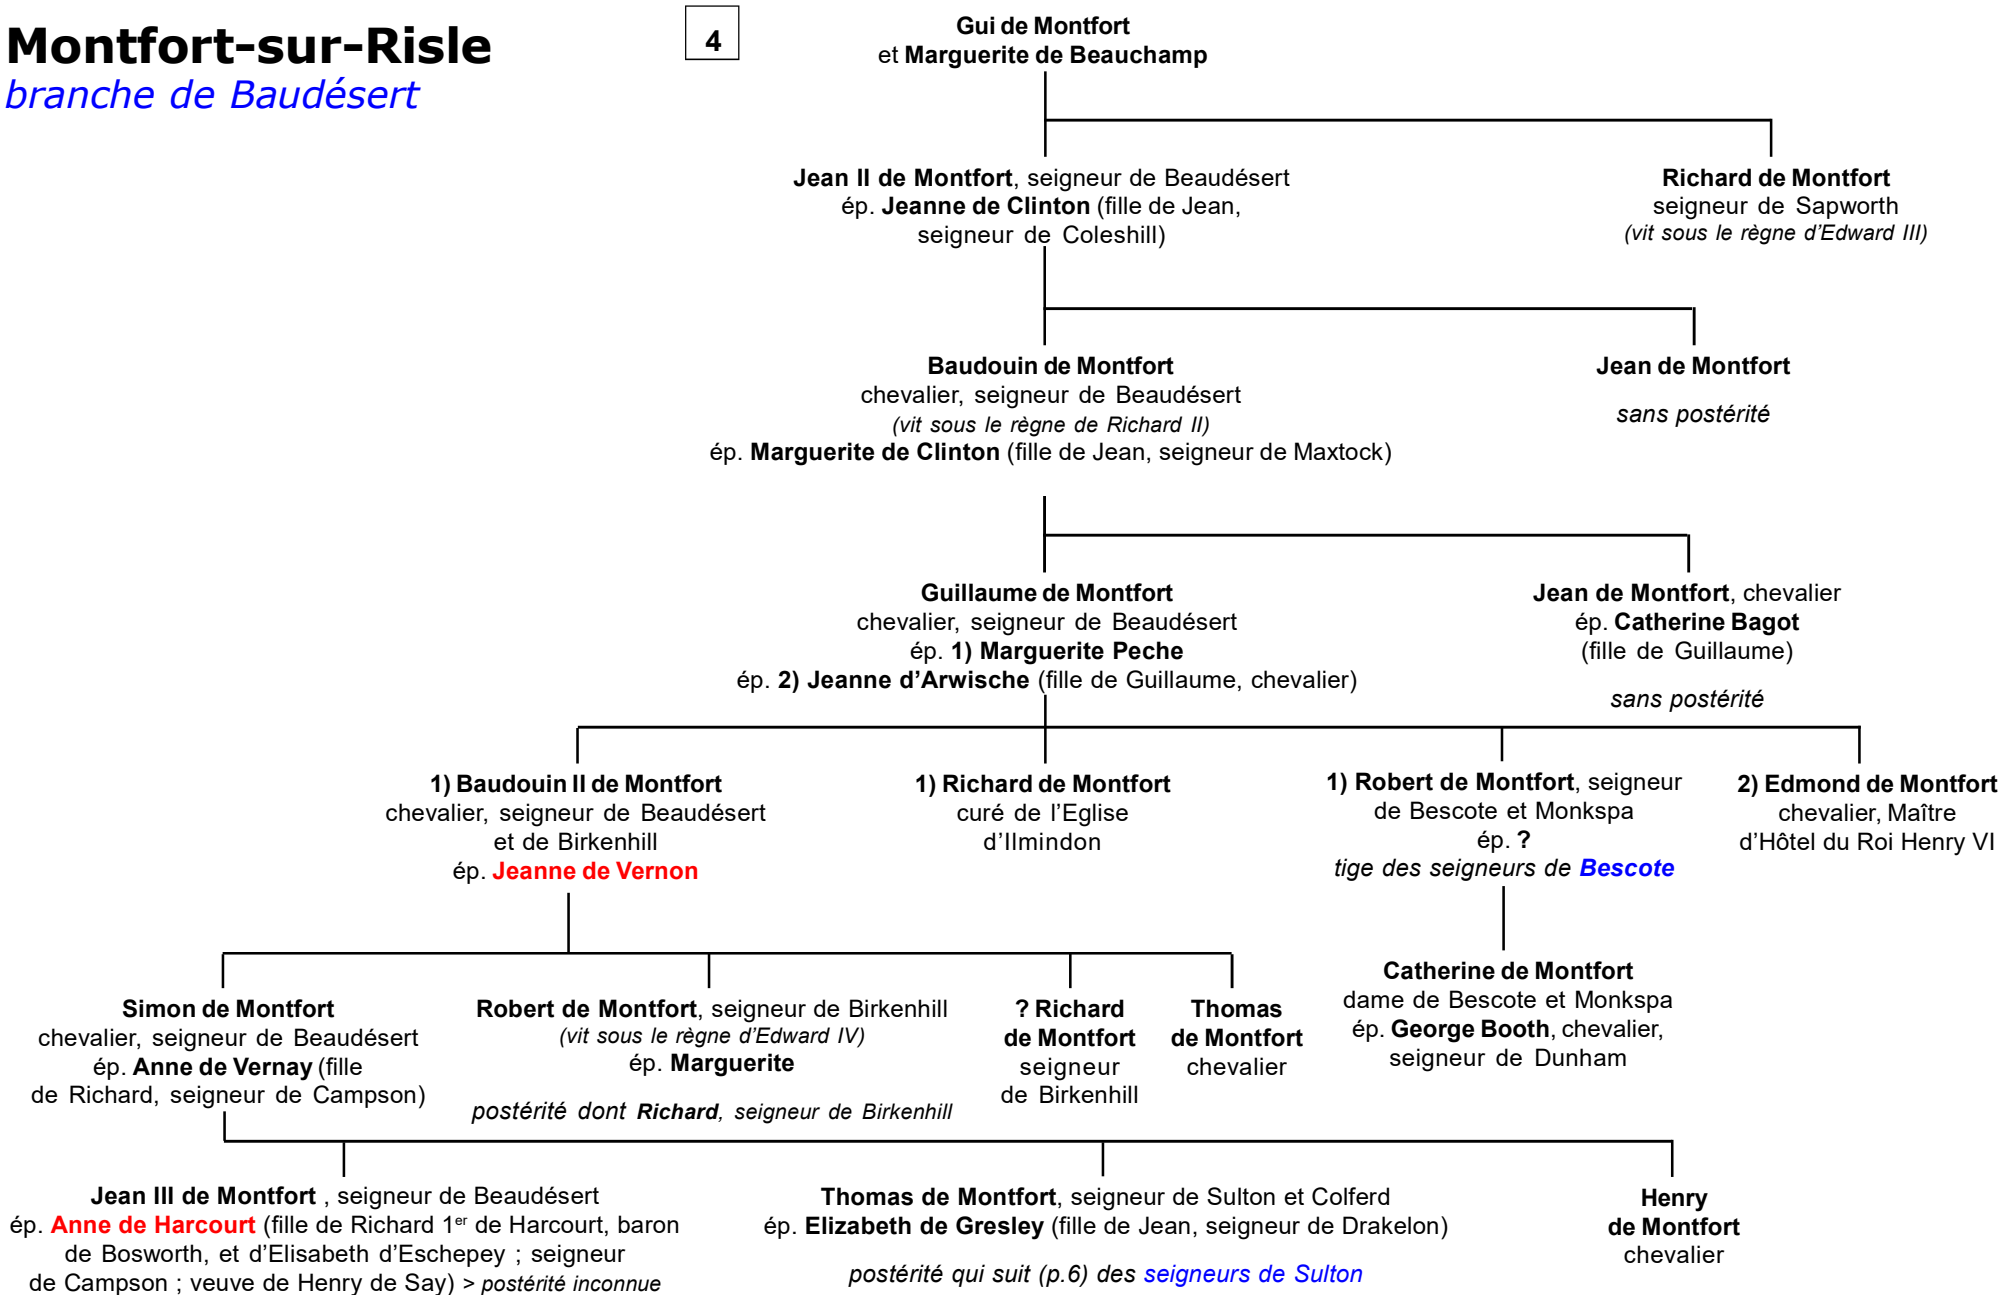 Montfort-sur-Risle
branche de Baudésert
4
Gui de Montfort
et Marguerite de Beauchamp
Jean II de Montfort, seigneur de Beaudésert
ép. Jeanne de Clinton (fille de Jean,
seigneur de Coleshill)
Richard de Montfort
seigneur de Sapworth
(vit sous le règne d’Edward III)
Baudouin de Montfort
chevalier, seigneur de Beaudésert
(vit sous le règne de Richard II)
ép. Marguerite de Clinton (fille de Jean, seigneur de Maxtock)
Jean de Montfort
sans postérité
Guillaume de Montfort
chevalier, seigneur de Beaudésert
ép. 1) Marguerite Peche
ép. 2) Jeanne d’Arwische (fille de Guillaume, chevalier)
Jean de Montfort, chevalier
ép. Catherine Bagot
(fille de Guillaume)
sans postérité
1) Baudouin II de Montfort
chevalier, seigneur de Beaudésert
et de Birkenhill
ép. Jeanne de Vernon
1) Richard de Montfort
curé de l’Eglise
d’Ilmindon
1) Robert de Montfort, seigneur
de Bescote et Monkspa
ép. ?
tige des seigneurs de Bescote
2) Edmond de Montfort
chevalier, Maître
d’Hôtel du Roi Henry VI
Simon de Montfort
chevalier, seigneur de Beaudésert
ép. Anne de Vernay (fille
de Richard, seigneur de Campson)
Robert de Montfort, seigneur de Birkenhill
(vit sous le règne d’Edward IV)
ép. Marguerite
postérité dont Richard, seigneur de Birkenhill
? Richard
de Montfort
seigneur
de Birkenhill
Thomas
de Montfort
chevalier
Catherine de Montfort
dame de Bescote et Monkspa
ép. George Booth, chevalier,
seigneur de Dunham
Jean III de Montfort , seigneur de Beaudésert
ép. Anne de Harcourt (fille de Richard 1er de Harcourt, baron
de Bosworth, et d’Elisabeth d’Eschepey ; seigneur
de Campson ; veuve de Henry de Say) > postérité inconnue
Thomas de Montfort, seigneur de Sulton et Colferd
ép. Elizabeth de Gresley (fille de Jean, seigneur de Drakelon)
postérité qui suit (p.6) des seigneurs de Sulton
Henry
de Montfort
chevalier